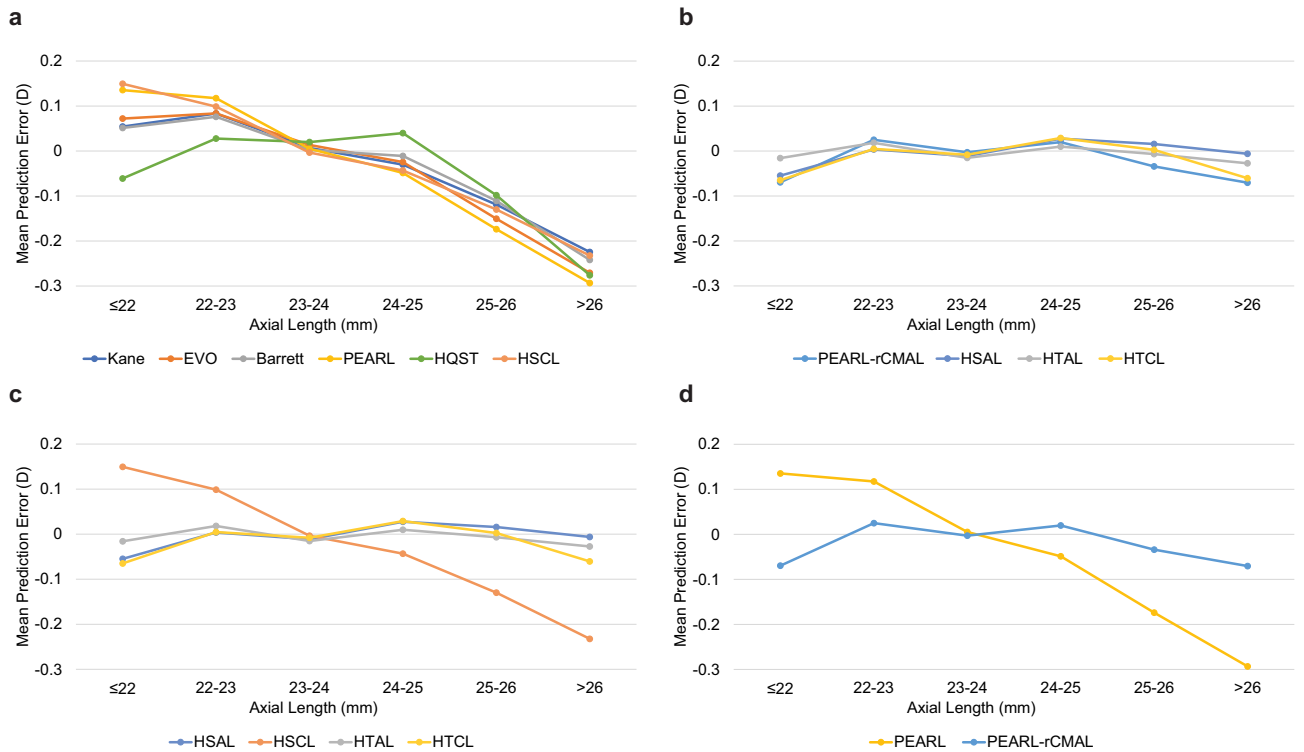 a
Mean Prediction Error (D)
0.2
0.1
0
-0.1
-0.2
-0.3
≤22 22-23 23-24 24-25 25-26 >26
Axial Length (mm)
Kane EVO Barrett PEARL HQST HSCL
b
Mean Prediction Error (D)
0.2
0.1
0
-0.1
-0.2
-0.3
≤22 22-23 23-24 24-25 25-26 >26
Axial Length (mm)
PEARL-rCMAL HSAL HTAL HTCL
c
Mean Prediction Error (D)
0.2
0.1
0
-0.1
-0.2
-0.3
≤22 22-23 23-24 24-25 25-26 >26
Axial Length (mm)
HSAL HSCL HTAL HTCL
d
Mean Prediction Error (D)
0.2
0.1
0
-0.1
-0.2
-0.3
≤22 22-23 23-24 24-25 25-26 >26
Axial Length (mm)
PEARL PEARL-rCMAL